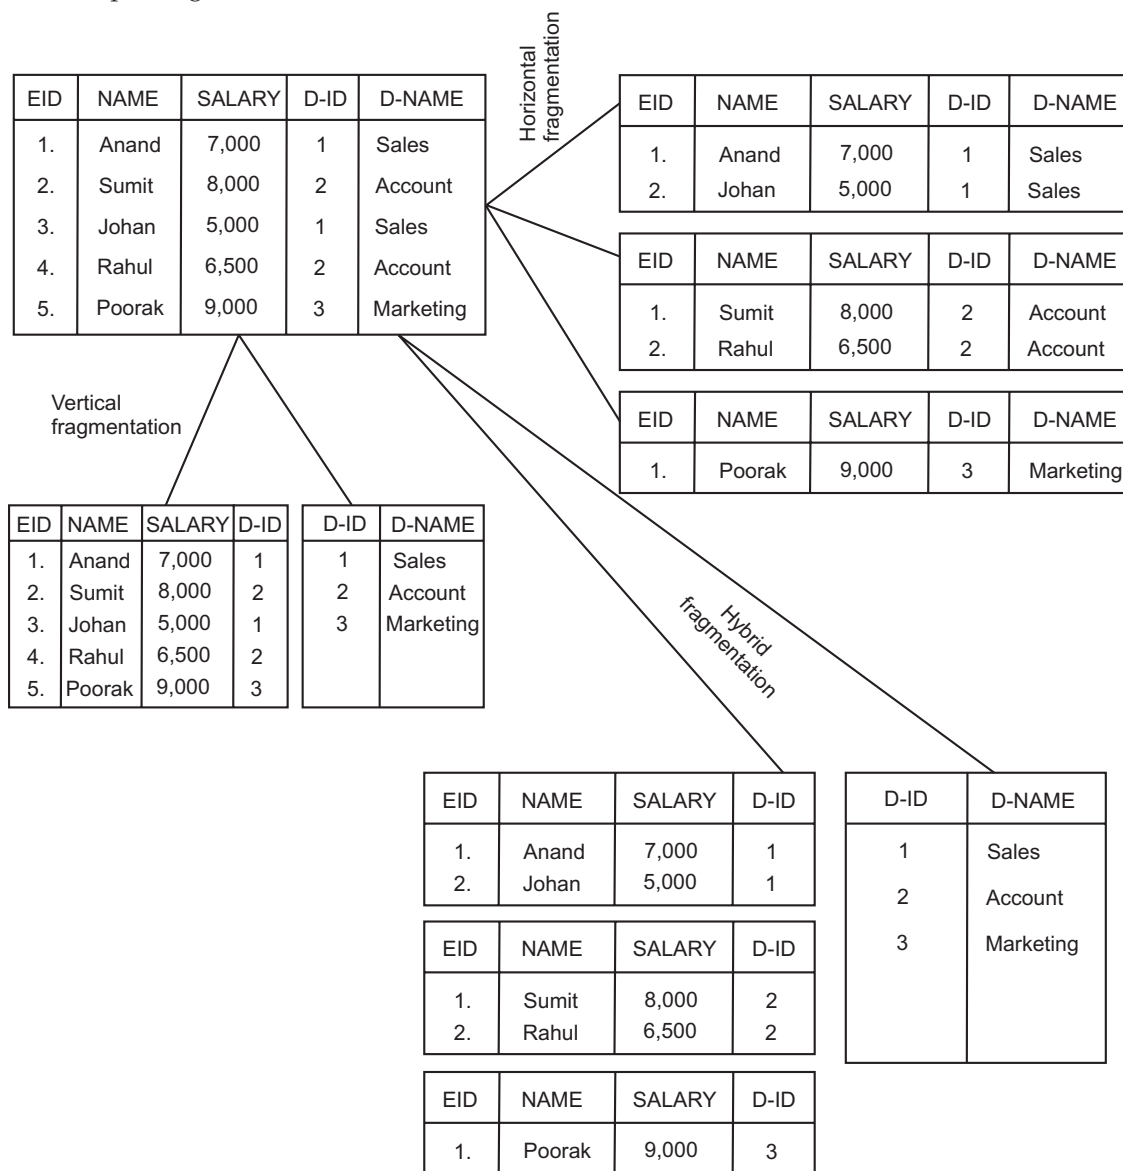 Horizontal
fragmentation
EID NAME SALARY D-ID D-NAME
1. Anand 7,000 1 Sales
2. Sumit 8,000 2 Account
3. Johan 5,000 1 Sales
4. Rahul 6,500 2 Account
5. Poorak 9,000 3 Marketing
EID NAME SALARY D-ID D-NAME
1. Anand 7,000 1 Sales
2. Johan 5,000 1 Sales
EID NAME SALARY D-ID D-NAME
1. Sumit 8,000 2 Account
2. Rahul 6,500 2 Account
EID NAME SALARY D-ID D-NAME
1. Poorak 9,000 3 Marketing
Vertical
fragmentation
EID NAME SALARY D-ID
1. Anand 7,000 1
2. Sumit 8,000 2
3. Johan 5,000 1
4. Rahul 6,500 2
5. Poorak 9,000 3
D-ID D-NAME
1 Sales
2 Account
3 Marketing
Hybrid
fragmentation
EID NAME SALARY D-ID
1. Anand 7,000 1
2. Johan 5,000 1
EID NAME SALARY D-ID
1. Sumit 8,000 2
2. Rahul 6,500 2
EID NAME SALARY D-ID
1. Poorak 9,000 3
D-ID D-NAME
1 Sales
2 Account
3 Marketing